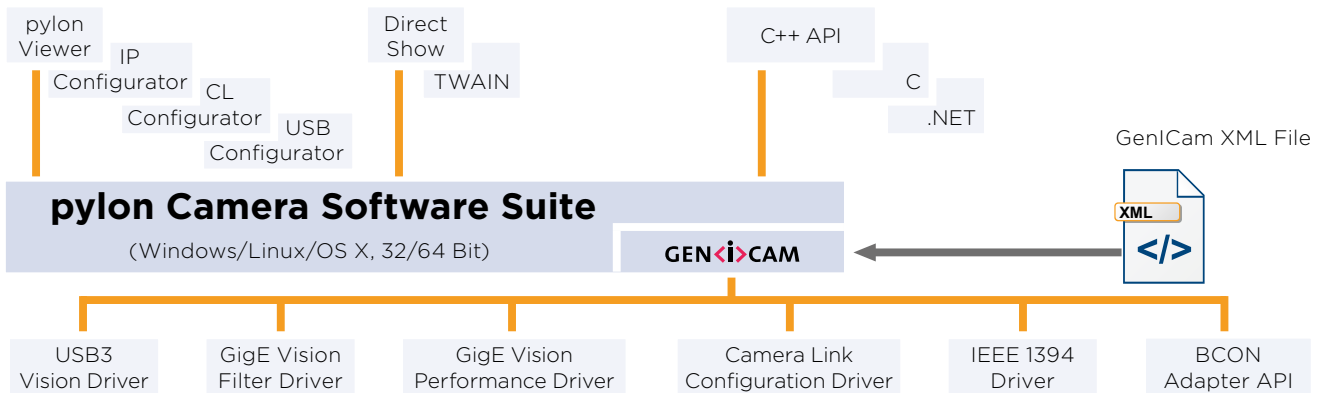 pylon
Viewer
IP
Configurator
CL
Configurator
USB
Configurator
Direct
Show
TWAIN
C++ API
C
.NET
GenICam XML File
XML
</>
pylon Camera Software Suite
(Windows/Linux/OS X, 32/64 Bit)
GEN<i>CAM
USB3
Vision Driver
GigE Vision
Filter Driver
GigE Vision
Performance Driver
Camera Link
Configuration Driver
IEEE 1394
Driver
BCON
Adapter API